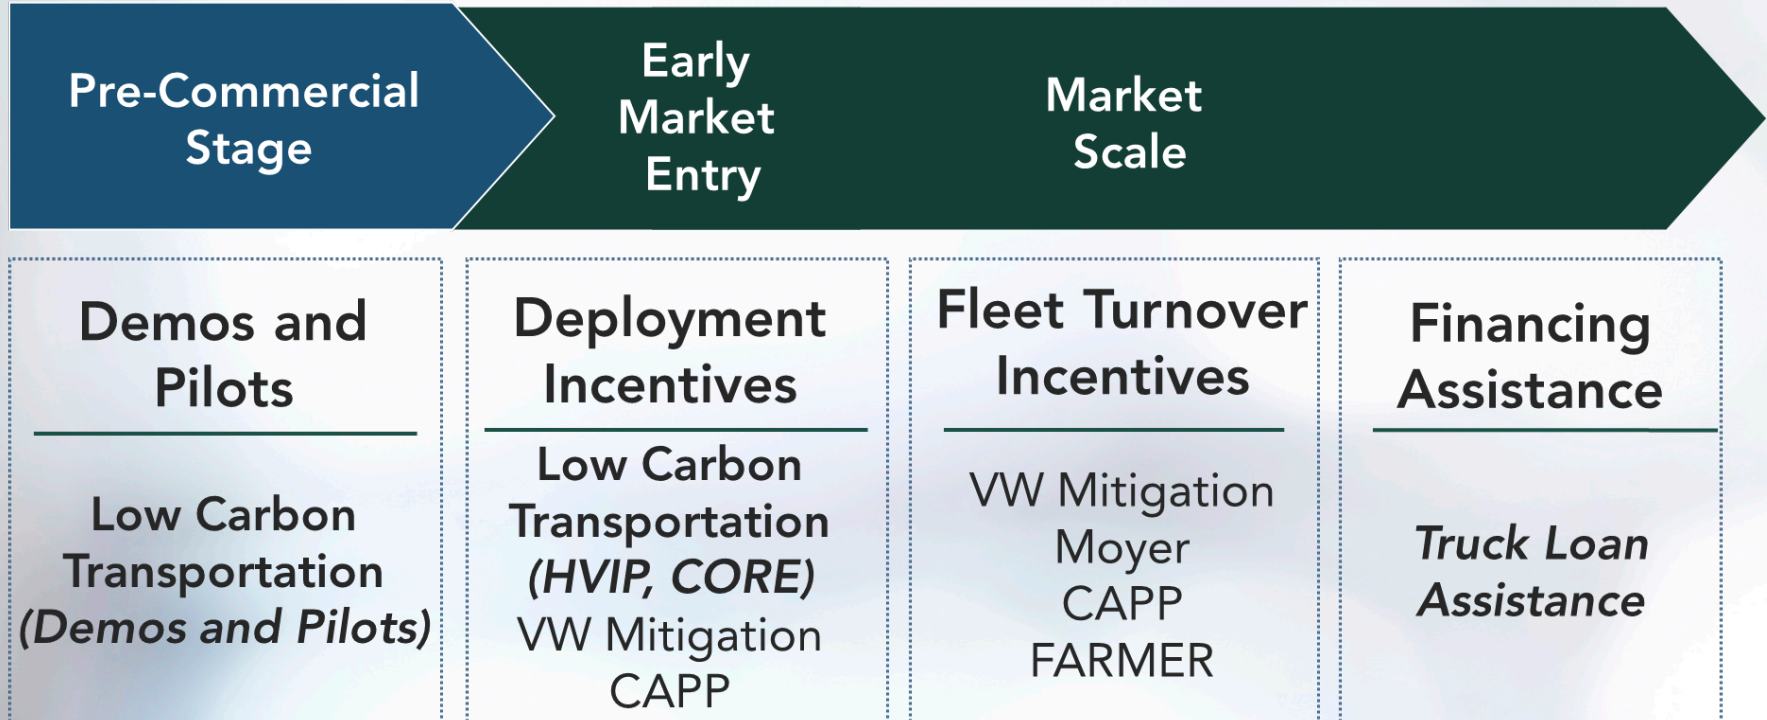 Pre-Commercial
Stage
Early
Market
Entry
Market
Scale
Demos and
Pilots
Low Carbon
Transportation
(Demos and Pilots)
Deployment
Incentives
Low Carbon
Transportation
(HVIP, CORE)
VW Mitigation
CAPP
Fleet Turnover
Incentives
VW Mitigation
Moyer
CAPP
FARMER
Financing
Assistance
Truck Loan
Assistance